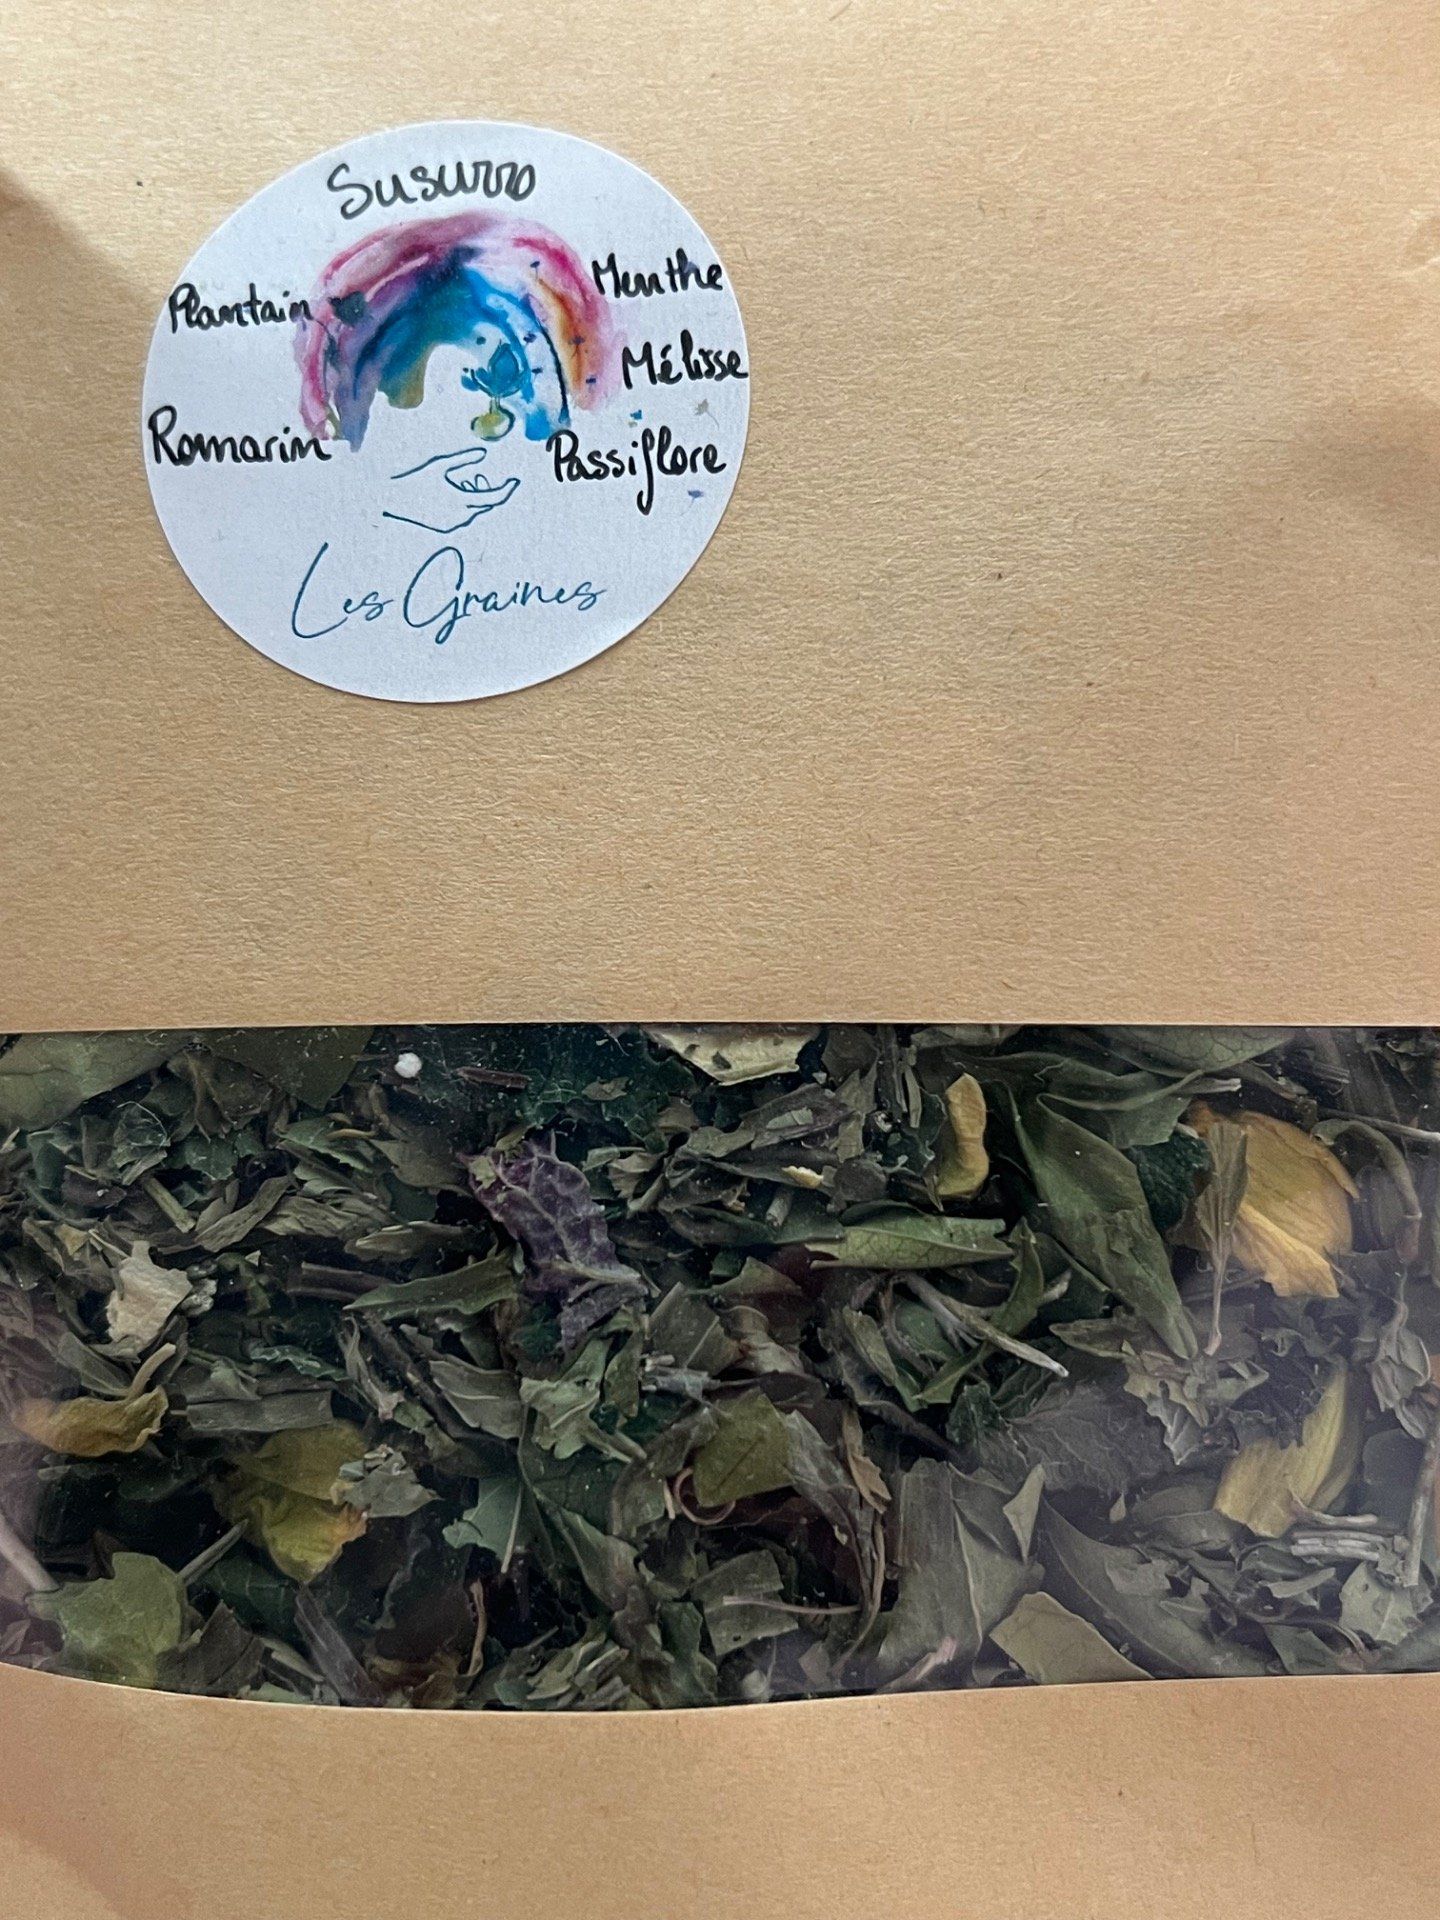 Susurro
Plantain
Menthe
Mélisse
Romarin
Passiflore
Les Graines